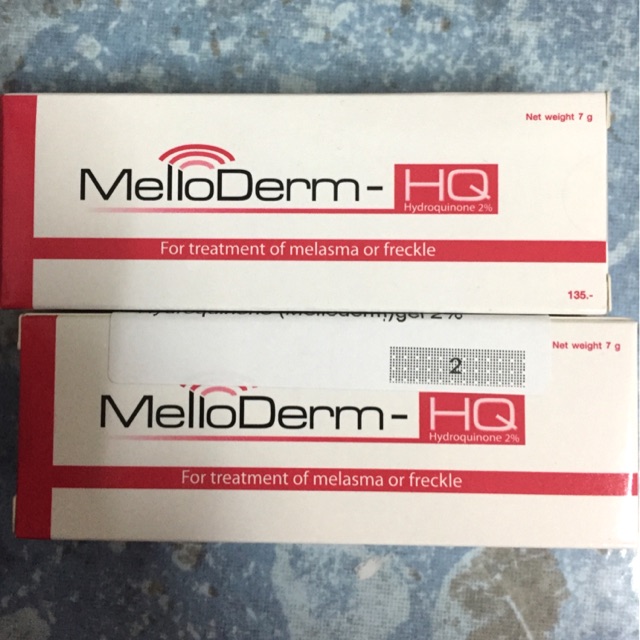 Net weight 7 g
MelloDerm-HQ
Hydroquinone 2%
For treatment of melasma or freckle
135.-
2
Net weight 7 g
MelloDerm-HQ
Hydroquinone 2%
For treatment of melasma or freckle